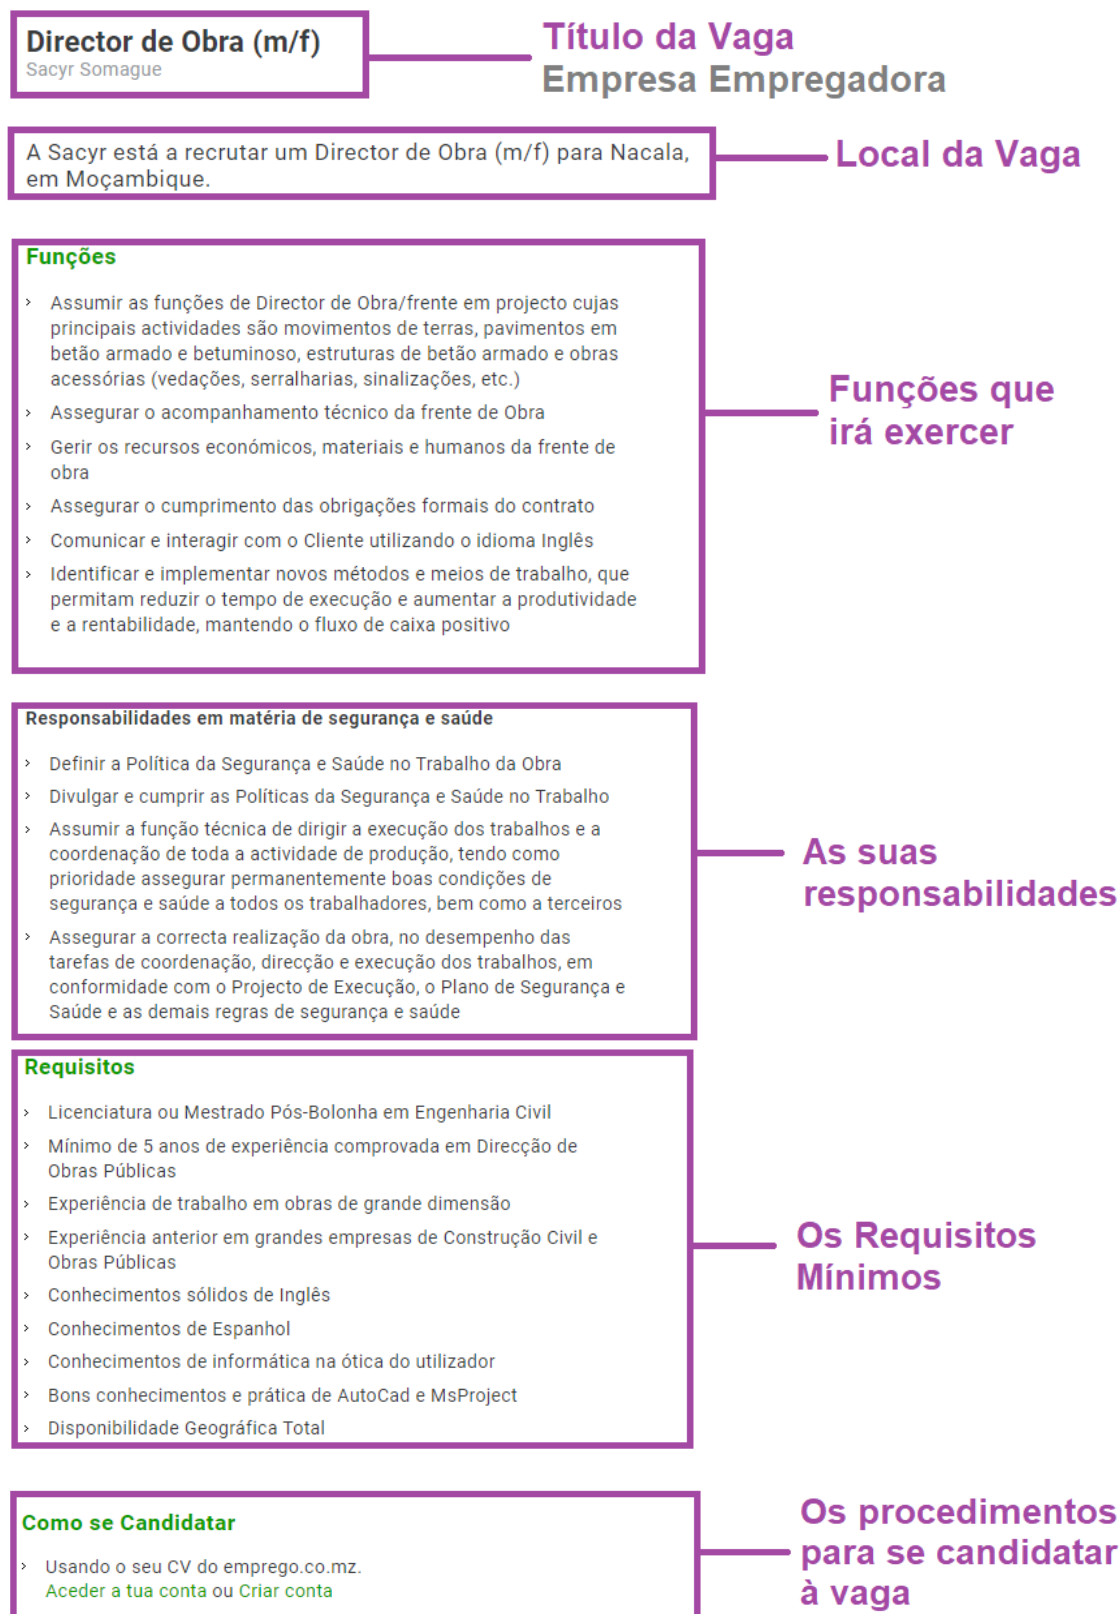 Director de Obra (m/f)
Sacyr Somague
Título da Vaga
Empresa Empregadora
A Sacyr está a recrutar um Director de Obra (m/f) para Nacala,
em Moçambique.
Local da Vaga
Funções
› Assumir as funções de Director de Obra/frente em projecto cujas
principais actividades são movimentos de terras, pavimentos em
betão armado e betuminoso, estruturas de betão armado e obras
acessórias (vedações, serralharias, sinalizações, etc.)
› Assegurar o acompanhamento técnico da frente de Obra
› Gerir os recursos económicos, materiais e humanos da frente de
obra
› Assegurar o cumprimento das obrigações formais do contrato
› Comunicar e interagir com o Cliente utilizando o idioma Inglês
› Identificar e implementar novos métodos e meios de trabalho, que
permitam reduzir o tempo de execução e aumentar a produtividade
e a rentabilidade, mantendo o fluxo de caixa positivo
Funções que
irá exercer
Responsabilidades em matéria de segurança e saúde
› Definir a Política da Segurança e Saúde no Trabalho da Obra
› Divulgar e cumprir as Políticas da Segurança e Saúde no Trabalho
› Assumir a função técnica de dirigir a execução dos trabalhos e a
coordenação de toda a actividade de produção, tendo como
prioridade assegurar permanentemente boas condições de
segurança e saúde a todos os trabalhadores, bem como a terceiros
› Assegurar a correcta realização da obra, no desempenho das
tarefas de coordenação, direcção e execução dos trabalhos, em
conformidade com o Projecto de Execução, o Plano de Segurança e
Saúde e as demais regras de segurança e saúde
As suas
responsabilidades
Requisitos
› Licenciatura ou Mestrado Pós-Bolonha em Engenharia Civil
› Mínimo de 5 anos de experiência comprovada em Direcção de
Obras Públicas
› Experiência de trabalho em obras de grande dimensão
› Experiência anterior em grandes empresas de Construção Civil e
Obras Públicas
› Conhecimentos sólidos de Inglês
› Conhecimentos de Espanhol
› Conhecimentos de informática na ótica do utilizador
› Bons conhecimentos e prática de AutoCad e MsProject
› Disponibilidade Geográfica Total
Os Requisitos
Mínimos
Como se Candidatar
› Usando o seu CV do emprego.co.mz.
Aceder a tua conta ou Criar conta
Os procedimentos
para se candidatar
à vaga